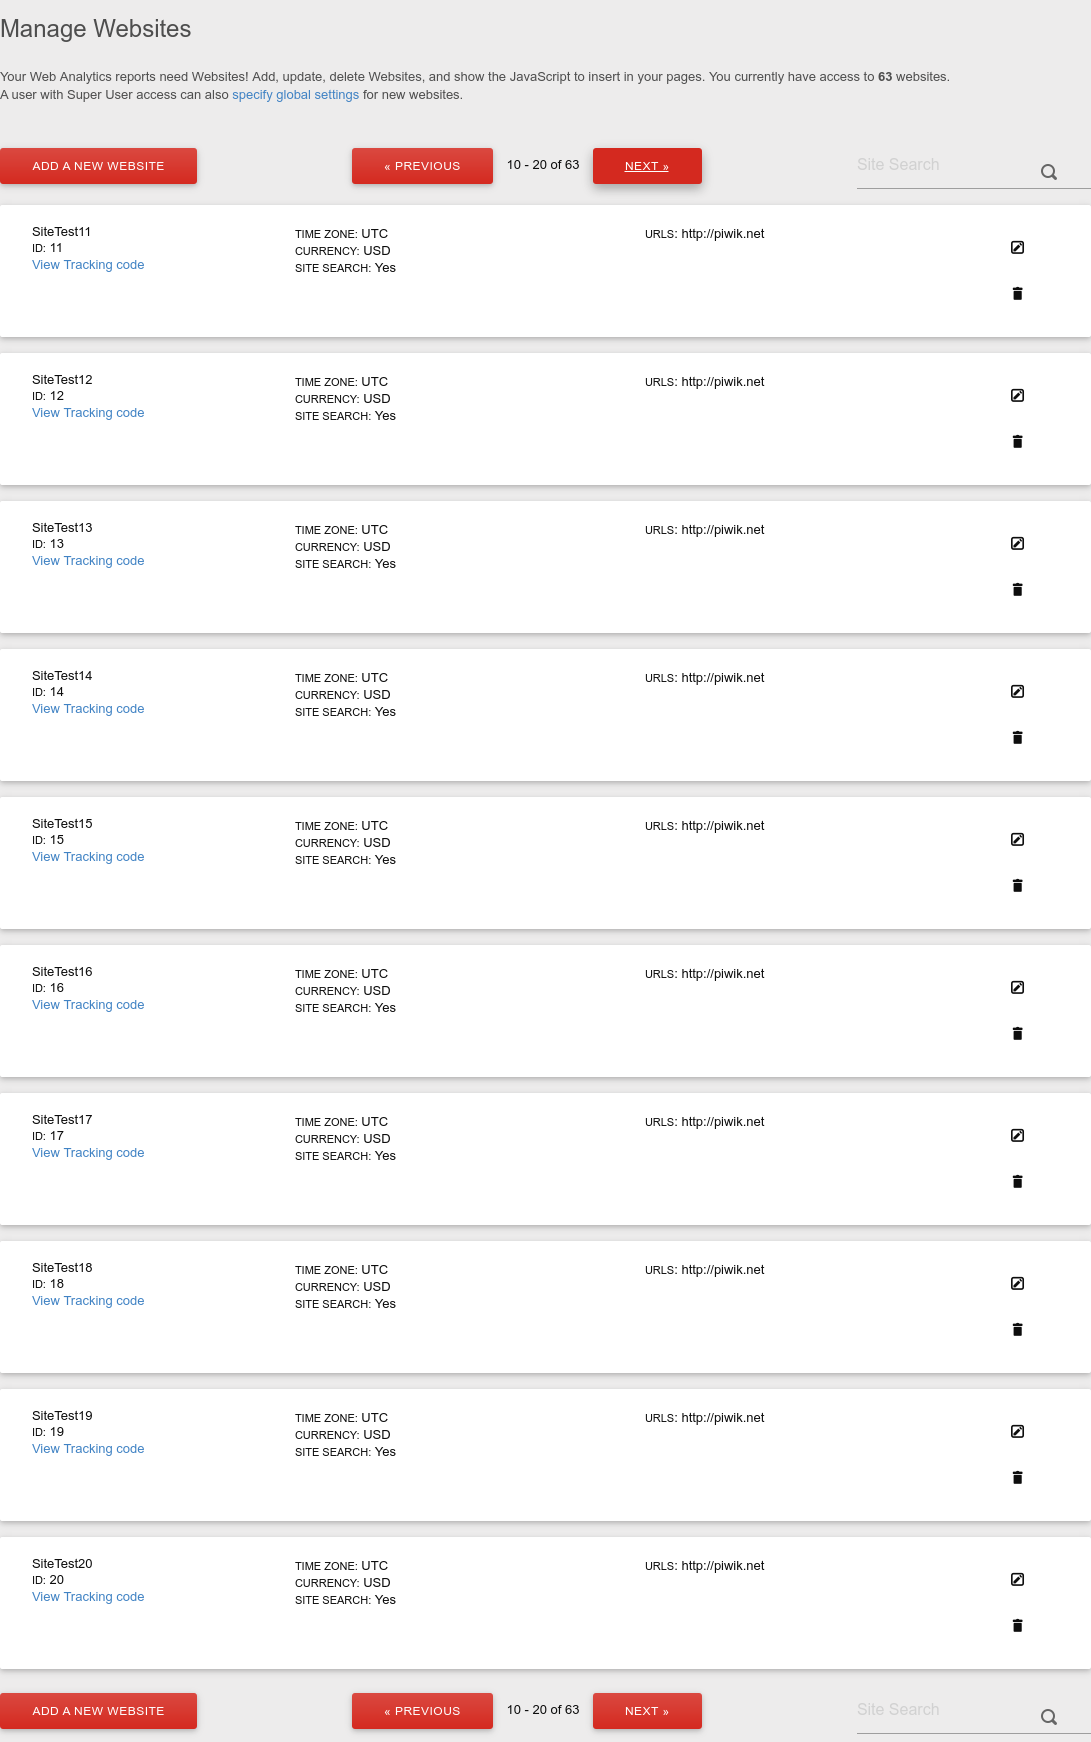 Manage Websites
Your Web Analytics reports need Websites! Add, update, delete Websites, and show the JavaScript to insert in your pages. You currently have access to 63 websites.
A user with Super User access can also specify global settings for new websites.
ADD A NEW WEBSITE « PREVIOUS 10 - 20 of 63 NEXT » Site Search
SiteTest11 TIME ZONE: UTC URLS: http://piwik.net
ID: 11 CURRENCY: USD
View Tracking code SITE SEARCH: Yes
SiteTest12 TIME ZONE: UTC URLS: http://piwik.net
ID: 12 CURRENCY: USD
View Tracking code SITE SEARCH: Yes
SiteTest13 TIME ZONE: UTC URLS: http://piwik.net
ID: 13 CURRENCY: USD
View Tracking code SITE SEARCH: Yes
SiteTest14 TIME ZONE: UTC URLS: http://piwik.net
ID: 14 CURRENCY: USD
View Tracking code SITE SEARCH: Yes
SiteTest15 TIME ZONE: UTC URLS: http://piwik.net
ID: 15 CURRENCY: USD
View Tracking code SITE SEARCH: Yes
SiteTest16 TIME ZONE: UTC URLS: http://piwik.net
ID: 16 CURRENCY: USD
View Tracking code SITE SEARCH: Yes
SiteTest17 TIME ZONE: UTC URLS: http://piwik.net
ID: 17 CURRENCY: USD
View Tracking code SITE SEARCH: Yes
SiteTest18 TIME ZONE: UTC URLS: http://piwik.net
ID: 18 CURRENCY: USD
View Tracking code SITE SEARCH: Yes
SiteTest19 TIME ZONE: UTC URLS: http://piwik.net
ID: 19 CURRENCY: USD
View Tracking code SITE SEARCH: Yes
SiteTest20 TIME ZONE: UTC URLS: http://piwik.net
ID: 20 CURRENCY: USD
View Tracking code SITE SEARCH: Yes
ADD A NEW WEBSITE « PREVIOUS 10 - 20 of 63 NEXT » Site Search